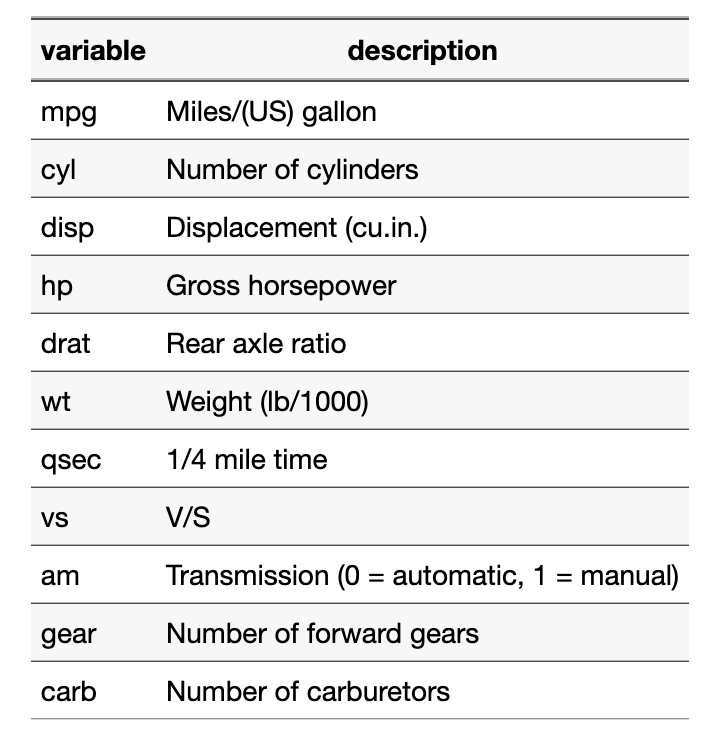 variable description
mpg Miles/(US) gallon
cyl Number of cylinders
disp Displacement (cu.in.)
hp Gross horsepower
drat Rear axle ratio
wt Weight (lb/1000)
qsec 1/4 mile time
vs V/S
am Transmission (0 = automatic, 1 = manual)
gear Number of forward gears
carb Number of carburetors